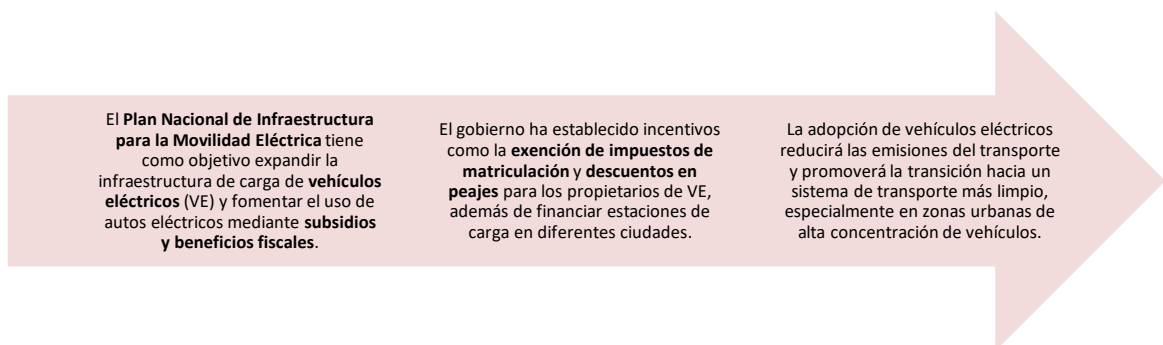 El Plan Nacional de Infraestructura
para la Movilidad Eléctrica tiene
como objetivo expandir la
infraestructura de carga de vehículos
eléctricos (VE) y fomentar el uso de
autos eléctricos mediante subsidios
y beneficios fiscales.
El gobierno ha establecido incentivos
como la exención de impuestos de
matriculación y descuentos en
peajes para los propietarios de VE,
además de financiar estaciones de
carga en diferentes ciudades.
La adopción de vehículos eléctricos
reducirá las emisiones del transporte
y promoverá la transición hacia un
sistema de transporte más limpio,
especialmente en zonas urbanas de
alta concentración de vehículos.